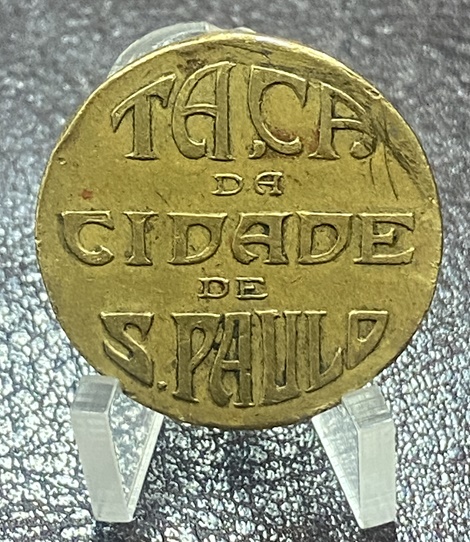 TAÇA
DA
CIDADE
DE
S. PAULO